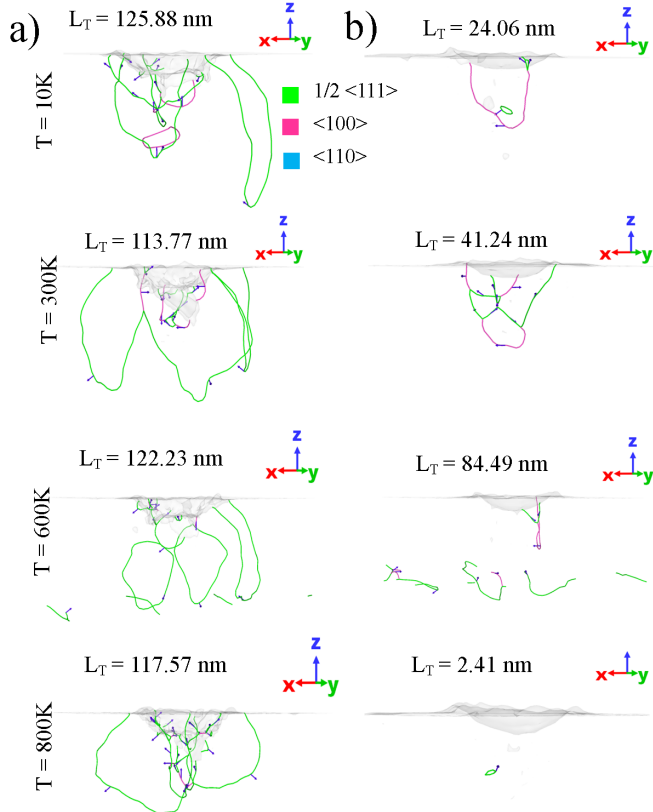 a)
b)
L_T = 125.88 nm
z
x
y
L_T = 24.06 nm
z
x
y
T = 10K
1/2 <111>
<100>
<110>
L_T = 113.77 nm
z
x
y
L_T = 41.24 nm
z
x
y
T = 300K
L_T = 122.23 nm
z
x
y
L_T = 84.49 nm
z
x
y
T = 600K
L_T = 117.57 nm
z
x
y
L_T = 2.41 nm
z
x
y
T = 800K